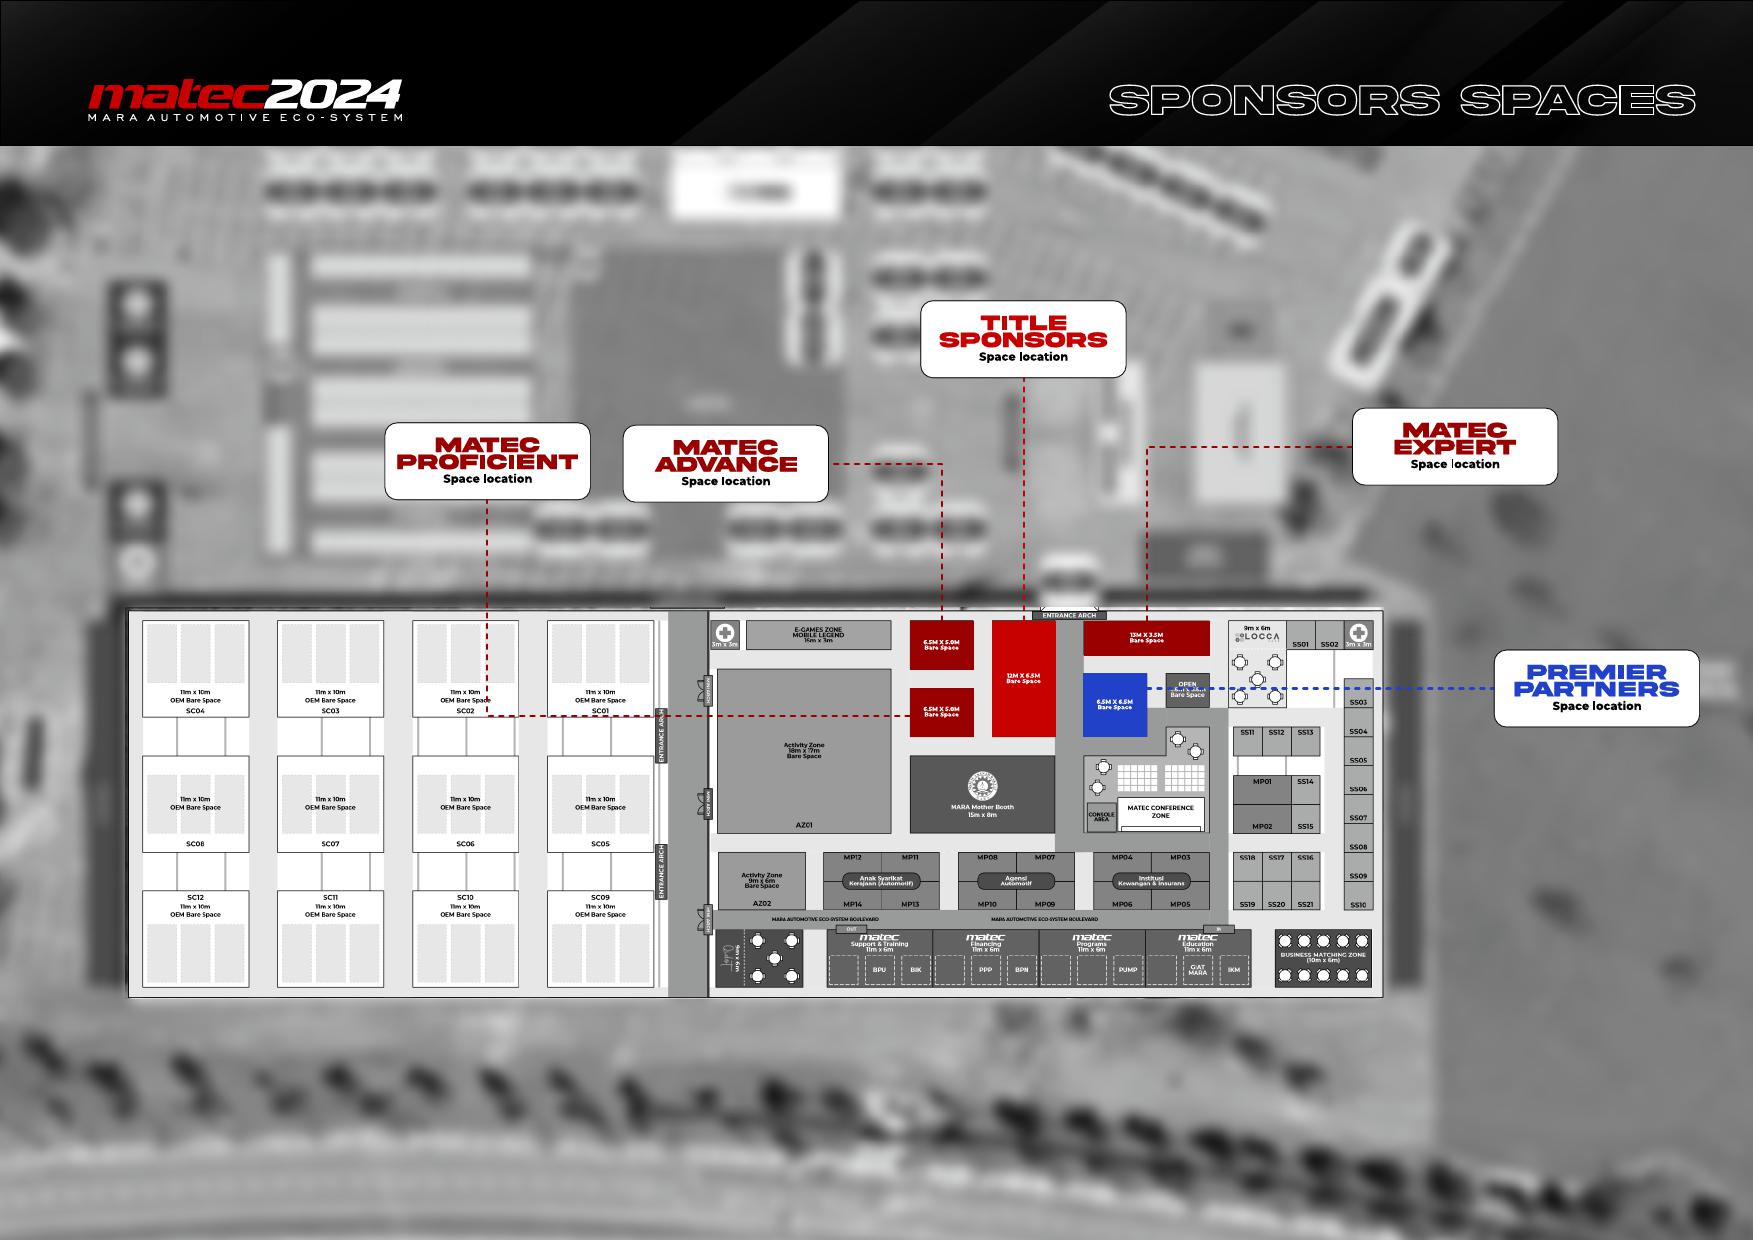 matec2024
MARA AUTOMOTIVE ECO-SYSTEM
SPONSORS SPACES
TITLE
SPONSORS
Space location
MATEC
PROFICIENT
Space location
MATEC
ADVANCE
Space location
MATEC
EXPERT
Space location
PREMIER
PARTNERS
Space location
ENTRANCE ARCH
11m x 10m
OEM Bare Space
SC04
11m x 10m
OEM Bare Space
SC03
11m x 10m
OEM Bare Space
SC02
11m x 10m
OEM Bare Space
SC01
ENTRANCE ARCH
11m x 10m
OEM Bare Space
SC08
11m x 10m
OEM Bare Space
SC07
11m x 10m
OEM Bare Space
SC06
11m x 10m
OEM Bare Space
SC05
ENTRANCE ARCH
SC12
11m x 10m
OEM Bare Space
SC11
11m x 10m
OEM Bare Space
SC10
11m x 10m
OEM Bare Space
SC09
11m x 10m
OEM Bare Space
3m x 3m
E-GAMES ZONE
MOBILE LEGEND
15m x 3m
6.5M X 5.0M
Bare Space
6.5M X 5.0M
Bare Space
12M X 6.5M
Bare Space
13M X 3.5M
Bare Space
6.5M X 6.5M
Bare Space
OPEN
Bare Space
9m x 6m
LOCCA
SS01
SS02
3m x 3m
SS03
SS04
SS05
SS06
SS07
SS08
SS09
SS10
SS11
SS12
SS13
MP01
SS14
MP02
SS15
SS18
SS17
SS16
SS19
SS20
SS21
Activity Zone
18m x 17m
Bare Space
AZ01
MARA Mother Booth
15m x 8m
CONSOLE
AREA
MATEC CONFERENCE
ZONE
Activity Zone
9m x 6m
Bare Space
AZ02
MP12
MP11
Anak Syarikat
Kerajaan (Automotif)
MP14
MP13
MP08
MP07
Agensi
Automotif
MP10
MP09
MP04
MP03
Institusi
Kewangan & Insurans
MP06
MP05
MARA AUTOMOTIVE ECO-SYSTEM BOULEVARD
MARA AUTOMOTIVE ECO-SYSTEM BOULEVARD
OUT
IN
9m x 6m
matec
Support & Training
11m x 6m
BPU
BIK
matec
Financing
11m x 6m
PPP
BPN
matec
Programs
11m x 6m
PUMP
matec
Education
11m x 6m
GIAT
MARA
IKM
BUSINESS MATCHING ZONE
(10m x 6m)